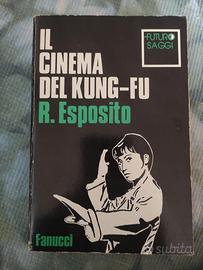 IL
CINEMA
DEL KUNG-FU
R. Esposito
FUTURO
SAGGI
Fanucci
subito